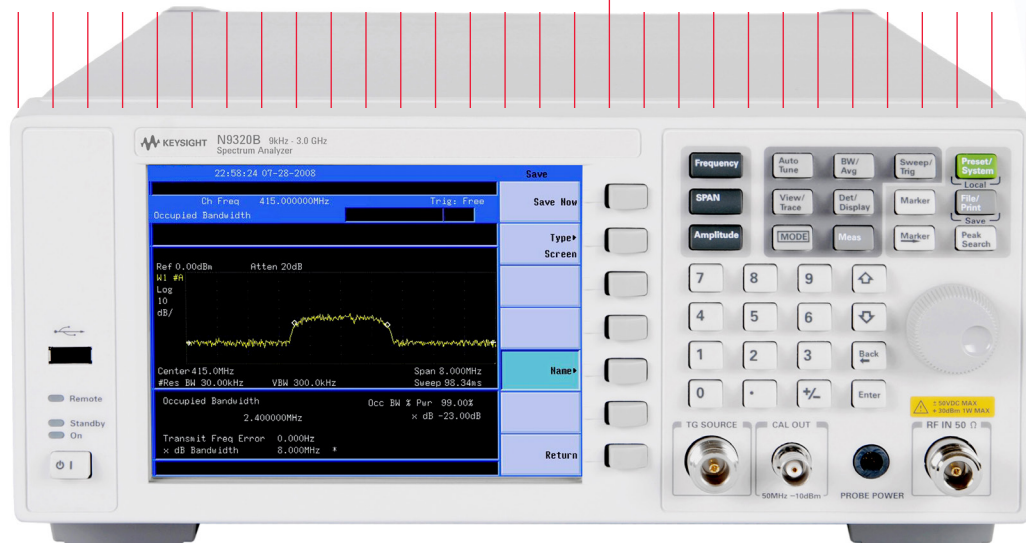 KEYSIGHT N9320B 9kHz - 3.0 GHz
Spectrum Analyzer
22:58:24 07-28-2008
Save
Ch Freq 415.000000MHz Trig: Free
Occupied Bandwidth
Save Now
Type
Screen
Ref 0.00dBm Atten 20dB
W1 #A
Log
10
dB/
Center 415.0MHz Span 8.000MHz
#Res BW 30.00kHz VBW 300.0kHz Sweep 98.34ms
Name
Occupied Bandwidth Occ BW % Pwr 99.00%
2.400000MHz x dB -23.00dB
Transmit Freq Error 0.000Hz
x dB Bandwidth 8.000MHz *
Return
Remote
Standby
On
Frequency
SPAN
Amplitude
Auto Tune
BW/ Avg
Sweep/ Trig
Preset/ System
Local
View/ Trace
Det/ Display
Marker
File/ Print
Save
MODE
Meas
Marker
Peak Search
7 8 9
4 5 6
1 2 3 Back
0 . +/- Enter
± 50VDC MAX
+ 30dBm 1W MAX
TG SOURCE CAL OUT RF IN 50 Ω
50MHz -10dBm PROBE POWER